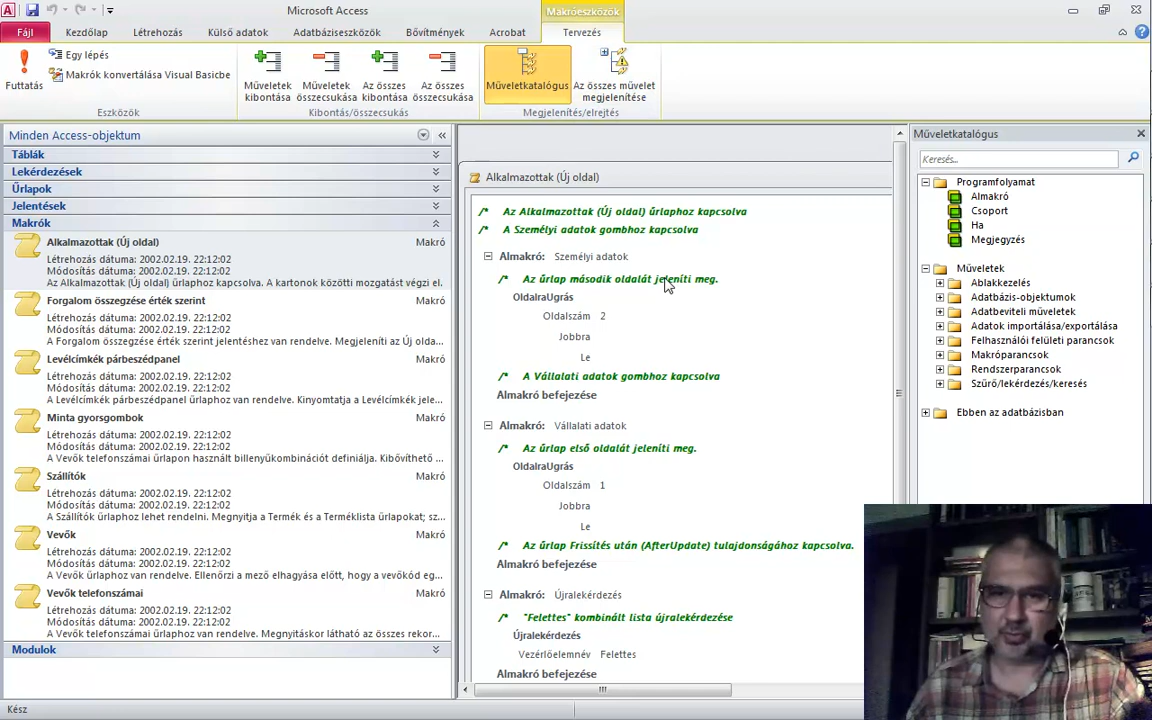 Microsoft Access
Makróeszközök
Fájl
Kezdőlap
Létrehozás
Külső adatok
Adatbáziseszközök
Bővítmények
Acrobat
Tervezés
Futtatás
Egy lépés
Makrók konvertálása Visual Basicbe
Eszközök
Műveletek kibontása
Műveletek összecsukása
Az összes kibontása
Az összes összecsukása
Kibontás/összecsukás
Műveletkatalógus
Az összes művelet megjelenítése
Megjelenítés/elrejtés
Minden Access-objektum
Táblák
Lekérdezések
Űrlapok
Jelentések
Makrók
Alkalmazottak (Új oldal) Makró
Létrehozás dátuma: 2002.02.19. 22:12:02
Módosítás dátuma: 2002.02.19. 22:12:02
Az Alkalmazottak (Új oldal) űrlaphoz kapcsolva. A kartonok közötti mozgatást végzi el.
Forgalom összegzése érték szerint Makró
Létrehozás dátuma: 2002.02.19. 22:12:02
Módosítás dátuma: 2002.02.19. 22:12:02
A Forgalom összegzése érték szerint jelentéshez van rendelve. Megjeleníti az Új olda...
Levélcímkék párbeszédpanel Makró
Létrehozás dátuma: 2002.02.19. 22:12:02
Módosítás dátuma: 2002.02.19. 22:12:02
A Levélcímkék párbeszédpanel űrlaphoz van rendelve. Kinyomtatja a Levélcímkék jele...
Minta gyorsgombok Makró
Létrehozás dátuma: 2002.02.19. 22:12:02
Módosítás dátuma: 2002.02.19. 22:12:02
A Vevők telefonszámai űrlapon használt billenyűkombinációt definiálja. Kibővíthető ...
Szállítók Makró
Létrehozás dátuma: 2002.02.19. 22:12:02
Módosítás dátuma: 2002.02.19. 22:12:02
A Szállítók űrlaphoz lehet rendelni. Megnyitja a Termék és a Terméklista űrlapokat; sz...
Vevők Makró
Létrehozás dátuma: 2002.02.19. 22:12:02
Módosítás dátuma: 2002.02.19. 22:12:02
A Vevők űrlaphoz van rendelve. Ellenőrzi a mező elhagyása előtt, hogy a vevőkód eg...
Vevők telefonszámai Makró
Létrehozás dátuma: 2002.02.19. 22:12:02
Módosítás dátuma: 2002.02.19. 22:12:02
A Vevők telefonszámai űrlaphoz van rendelve. Megnyitáskor látható az összes rekor...
Modulok
Alkalmazottak (Új oldal)
/* Az Alkalmazottak (Új oldal) űrlaphoz kapcsolva
/* A Személyi adatok gombhoz kapcsolva
Almakró: Személyi adatok
/* Az űrlap második oldalát jeleníti meg.
OldalraUgrás
Oldalszám 2
Jobbra
Le
/* A Vállalati adatok gombhoz kapcsolva
Almakró befejezése
Almakró: Vállalati adatok
/* Az űrlap első oldalát jeleníti meg.
OldalraUgrás
Oldalszám 1
Jobbra
Le
/* Az űrlap Frissítés után (AfterUpdate) tulajdonságához kapcsolva.
Almakró befejezése
Almakró: Újralekérdezés
/* "Felettes" kombinált lista újralekérdezése
Újralekérdezés
Vezérlőelemnév Felettes
Almakró befejezése
Műveletkatalógus
Keresés...
Programfolyamat
Almakró
Csoport
Ha
Megjegyzés
Műveletek
Ablakkezelés
Adatbázis-objektumok
Adatbeviteli műveletek
Adatok importálása/exportálása
Felhasználói felületi parancsok
Makróparancsok
Rendszerparancsok
Szűrő/lekérdezés/keresés
Ebben az adatbázisban
Kész